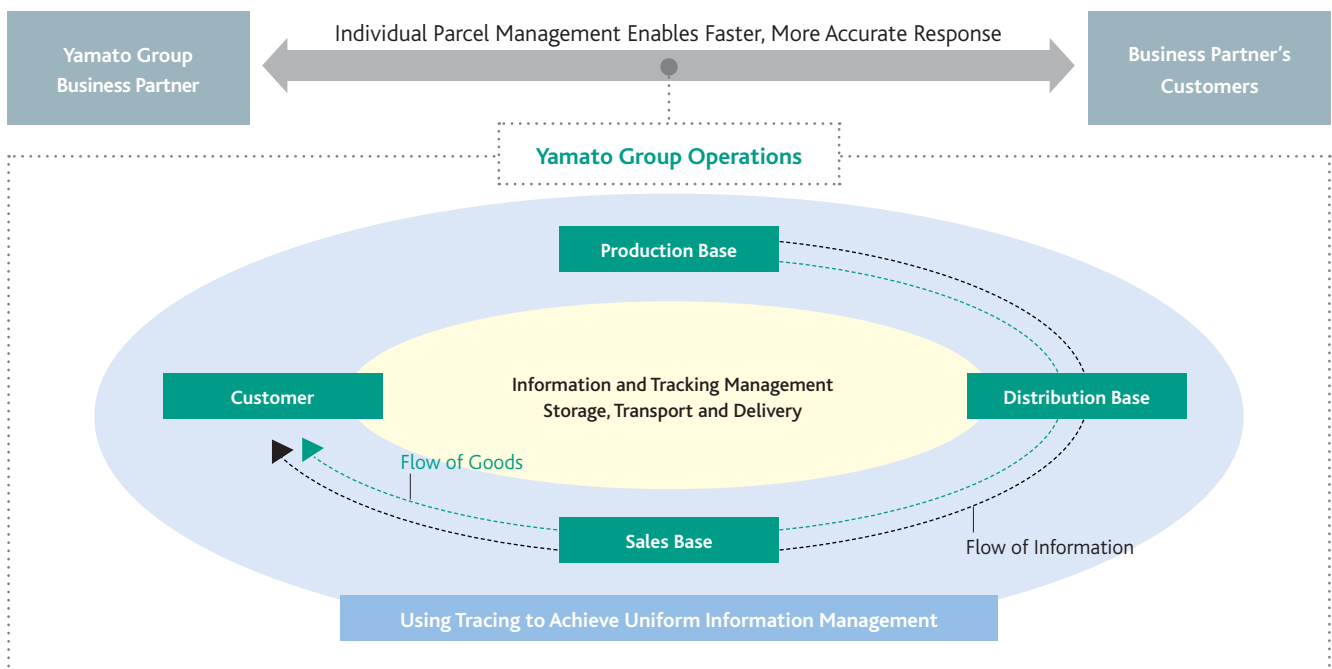 Individual Parcel Management Enables Faster, More Accurate Response
Yamato Group
Business Partner
Business Partner's
Customers
Yamato Group Operations
Production Base
Customer
Information and Tracking Management
Storage, Transport and Delivery
Distribution Base
Flow of Goods
Sales Base
Flow of Information
Using Tracing to Achieve Uniform Information Management